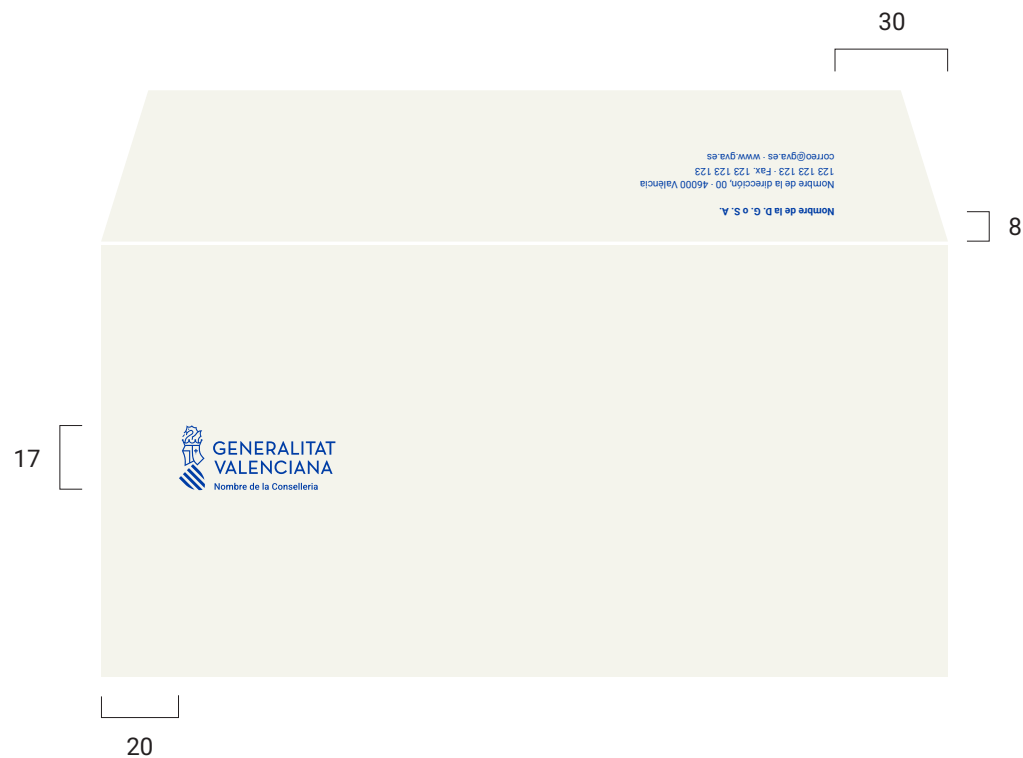 30
Nombre de la D. G. o S. A.
Nombre de la dirección, 00 - 46000 València
123 123 123 - Fax. 123 123 123
correo@gva.es - www.gva.es
8
17
GENERALITAT
VALENCIANA
Nombre de la Conselleria
20